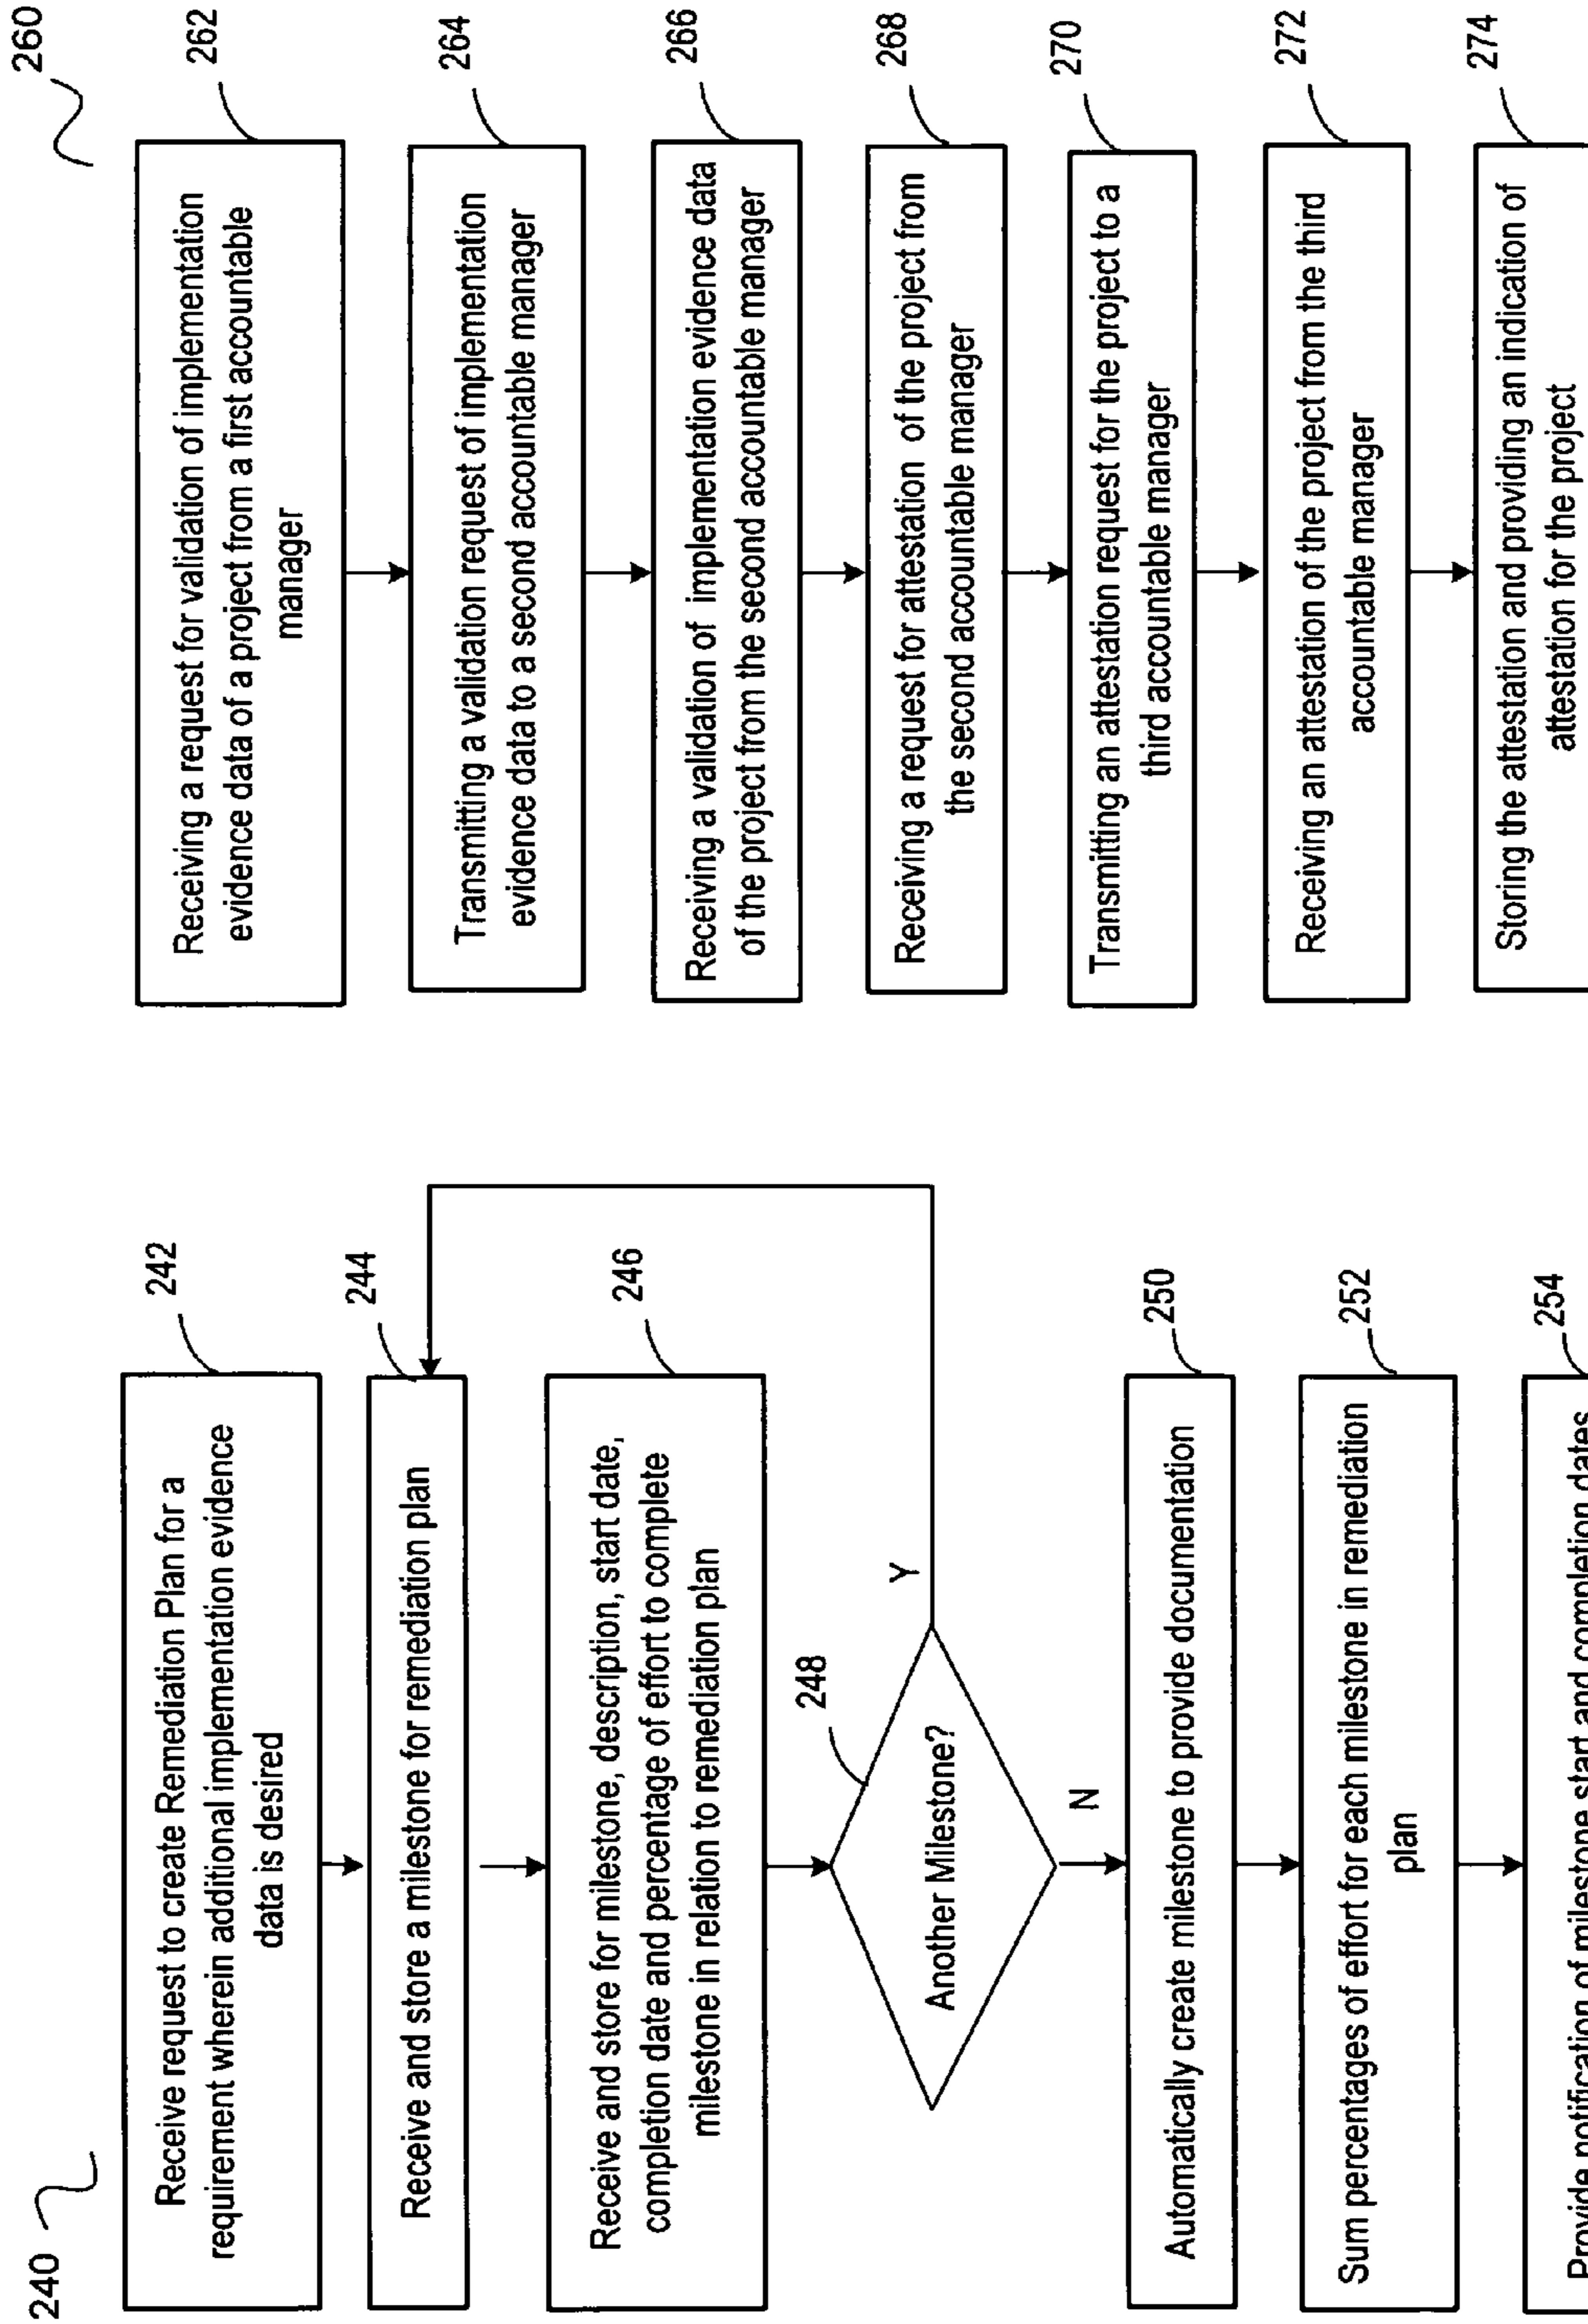 240
Receive request to create Remediation Plan for a
requirement wherein additional implementation evidence
data is desired
242
Receive and store a milestone for remediation plan
244
Receive and store for milestone, description, start date,
completion date and percentage of effort to complete
milestone in relation to remediation plan
246
Another Milestone?
248
Y
N
Automatically create milestone to provide documentation
250
Sum percentages of effort for each milestone in remediation
plan
252
Provide notification of milestone start and completion dates
254
260
Receiving a request for validation of implementation
evidence data of a project from a first accountable
manager
262
Transmitting a validation request of implementation
evidence data to a second accountable manager
264
Receiving a validation of implementation evidence data
of the project from the second accountable manager
266
Receiving a request for attestation of the project from
the second accountable manager
268
Transmitting an attestation request for the project to a
third accountable manager
270
Receiving an attestation of the project from the third
accountable manager
272
Storing the attestation and providing an indication of
attestation for the project
274